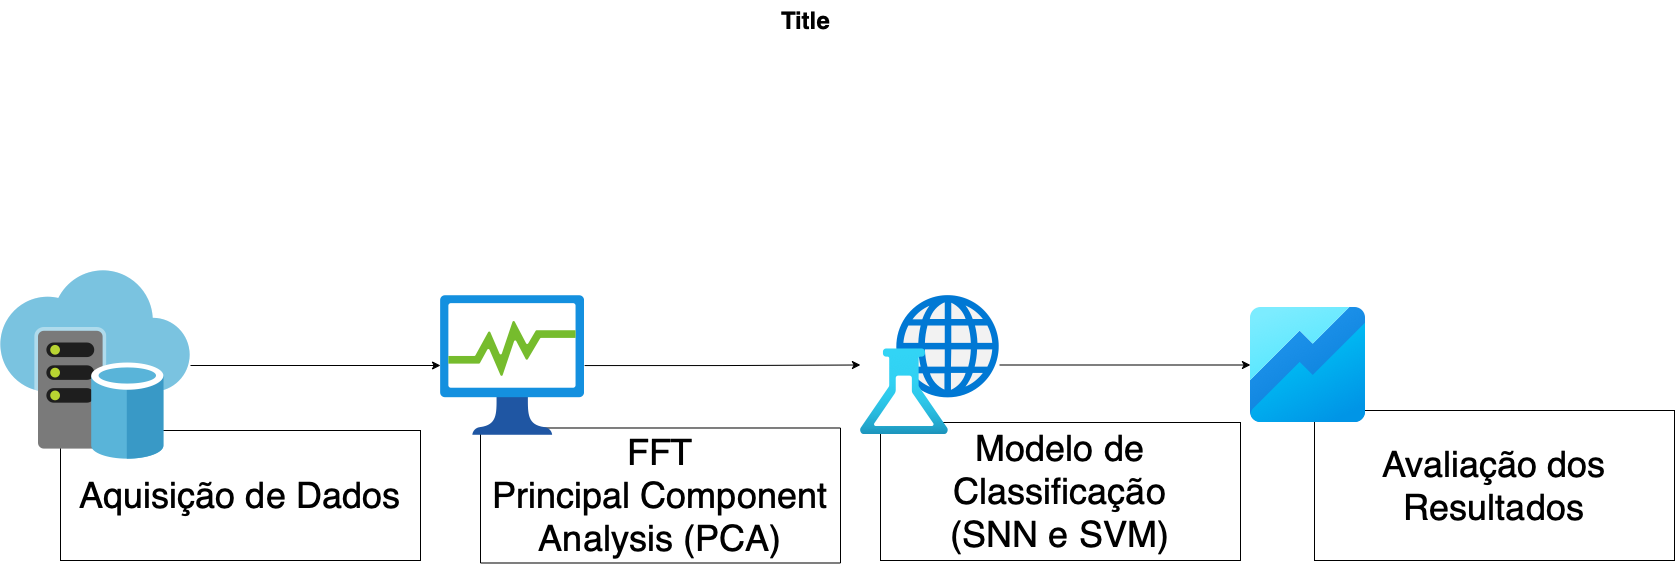 Title
Aquisição de Dados
FFT
Principal Component
Analysis (PCA)
Modelo de
Classificação
(SNN e SVM)
Avaliação dos
Resultados